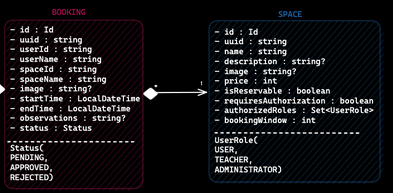 BOOKING
- id : Id
- uuid : string
- userId : string
- userName : string
- spaceId : string
- spaceName : string
- image : string?
- startTime : LocalDateTime
- endTime : LocalDateTime
- observations : string?
- status : Status
Status(
PENDING,
APPROVED,
REJECTED)
*
1
SPACE
- id : Id
- uuid : string
- name : string
- description : string?
- image : string?
- price : int
- isReservable : boolean
- requiresAuthorization : boolean
- authorizedRoles : Set<UserRole>
- bookingWindow : int
UserRole(
USER,
TEACHER,
ADMINISTRATOR)